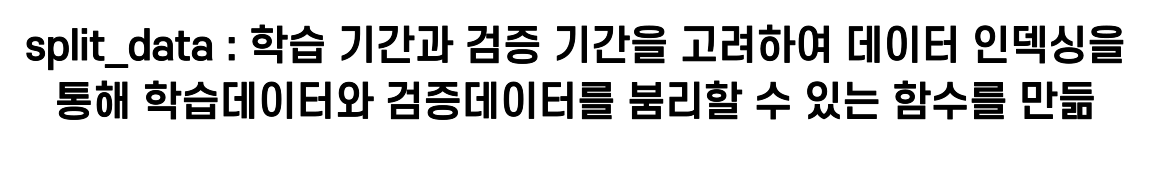 split_data : 학습 기간과 검증 기간을 고려하여 데이터 인덱싱을
통해 학습데이터와 검증데이터를 붐리할 수 있는 함수를 만듦